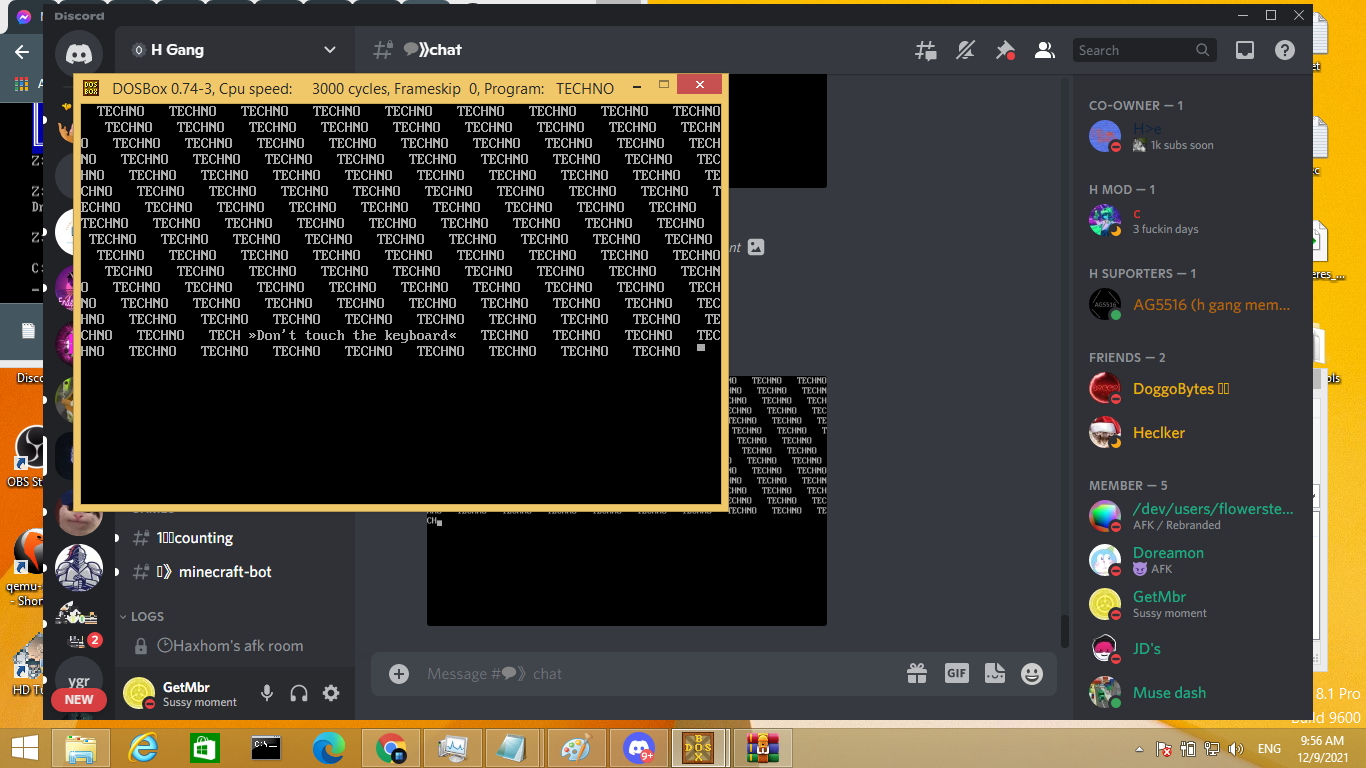 Discord
H Gang
chat
Search
DOSBox 0.74-3, Cpu speed: 3000 cycles, Frameskip 0, Program: TECHNO
TECHNO TECHNO TECHNO TECHNO TECHNO TECHNO TECHNO TECHNO TECHNO
TECHNO TECHNO TECHNO TECHNO TECHNO TECHNO TECHNO TECHNO TECHN
O TECHNO TECHNO TECHNO TECHNO TECHNO TECHNO TECHNO TECHNO TECH
NO TECHNO TECHNO TECHNO TECHNO TECHNO TECHNO TECHNO TECHNO TEC
HNO TECHNO TECHNO TECHNO TECHNO TECHNO TECHNO TECHNO TECHNO TE
CHNO TECHNO TECHNO TECHNO TECHNO TECHNO TECHNO TECHNO TECHNO T
ECHNO TECHNO TECHNO TECHNO TECHNO TECHNO TECHNO TECHNO TECHNO
TECHNO TECHNO TECHNO TECHNO TECHNO TECHNO TECHNO TECHNO TECHNO
TECHNO TECHNO TECHNO TECHNO TECHNO TECHNO TECHNO TECHNO TECHNO
TECHNO TECHNO TECHNO TECHNO TECHNO TECHNO TECHNO TECHNO TECHNO
TECHNO TECHNO TECHNO TECHNO TECHNO TECHNO TECHNO TECHNO TECHN
O TECHNO TECHNO TECHNO TECHNO TECHNO TECHNO TECHNO TECHNO TECH
NO TECHNO TECHNO TECHNO TECHNO TECHNO TECHNO TECHNO TECHNO TEC
HNO TECHNO TECHNO TECHNO TECHNO TECHNO TECHNO TECHNO TECHNO TE
CHNO TECHNO TECH »Don't touch the keyboard« TECHNO TECHNO TECHNO TEC
HNO TECHNO TECHNO TECHNO TECHNO TECHNO TECHNO TECHNO TECHNO
1counting
minecraft-bot
LOGS
Haxhom's afk room
ygr
NEW
2
GetMbr
Sussy moment
Message # chat
GIF
CO-OWNER — 1
H>e
1k subs soon
H MOD — 1
c
3 fuckin days
H SUPORTERS — 1
AG5516 (h gang mem...
FRIENDS — 2
DoggoBytes
Heclker
MEMBER — 5
/dev/users/flowerste...
AFK / Rebranded
Doreamon
AFK
GetMbr
Sussy moment
JD's
Muse dash
8.1 Pro
Build 9600
ENG
9:56 AM
12/9/2021